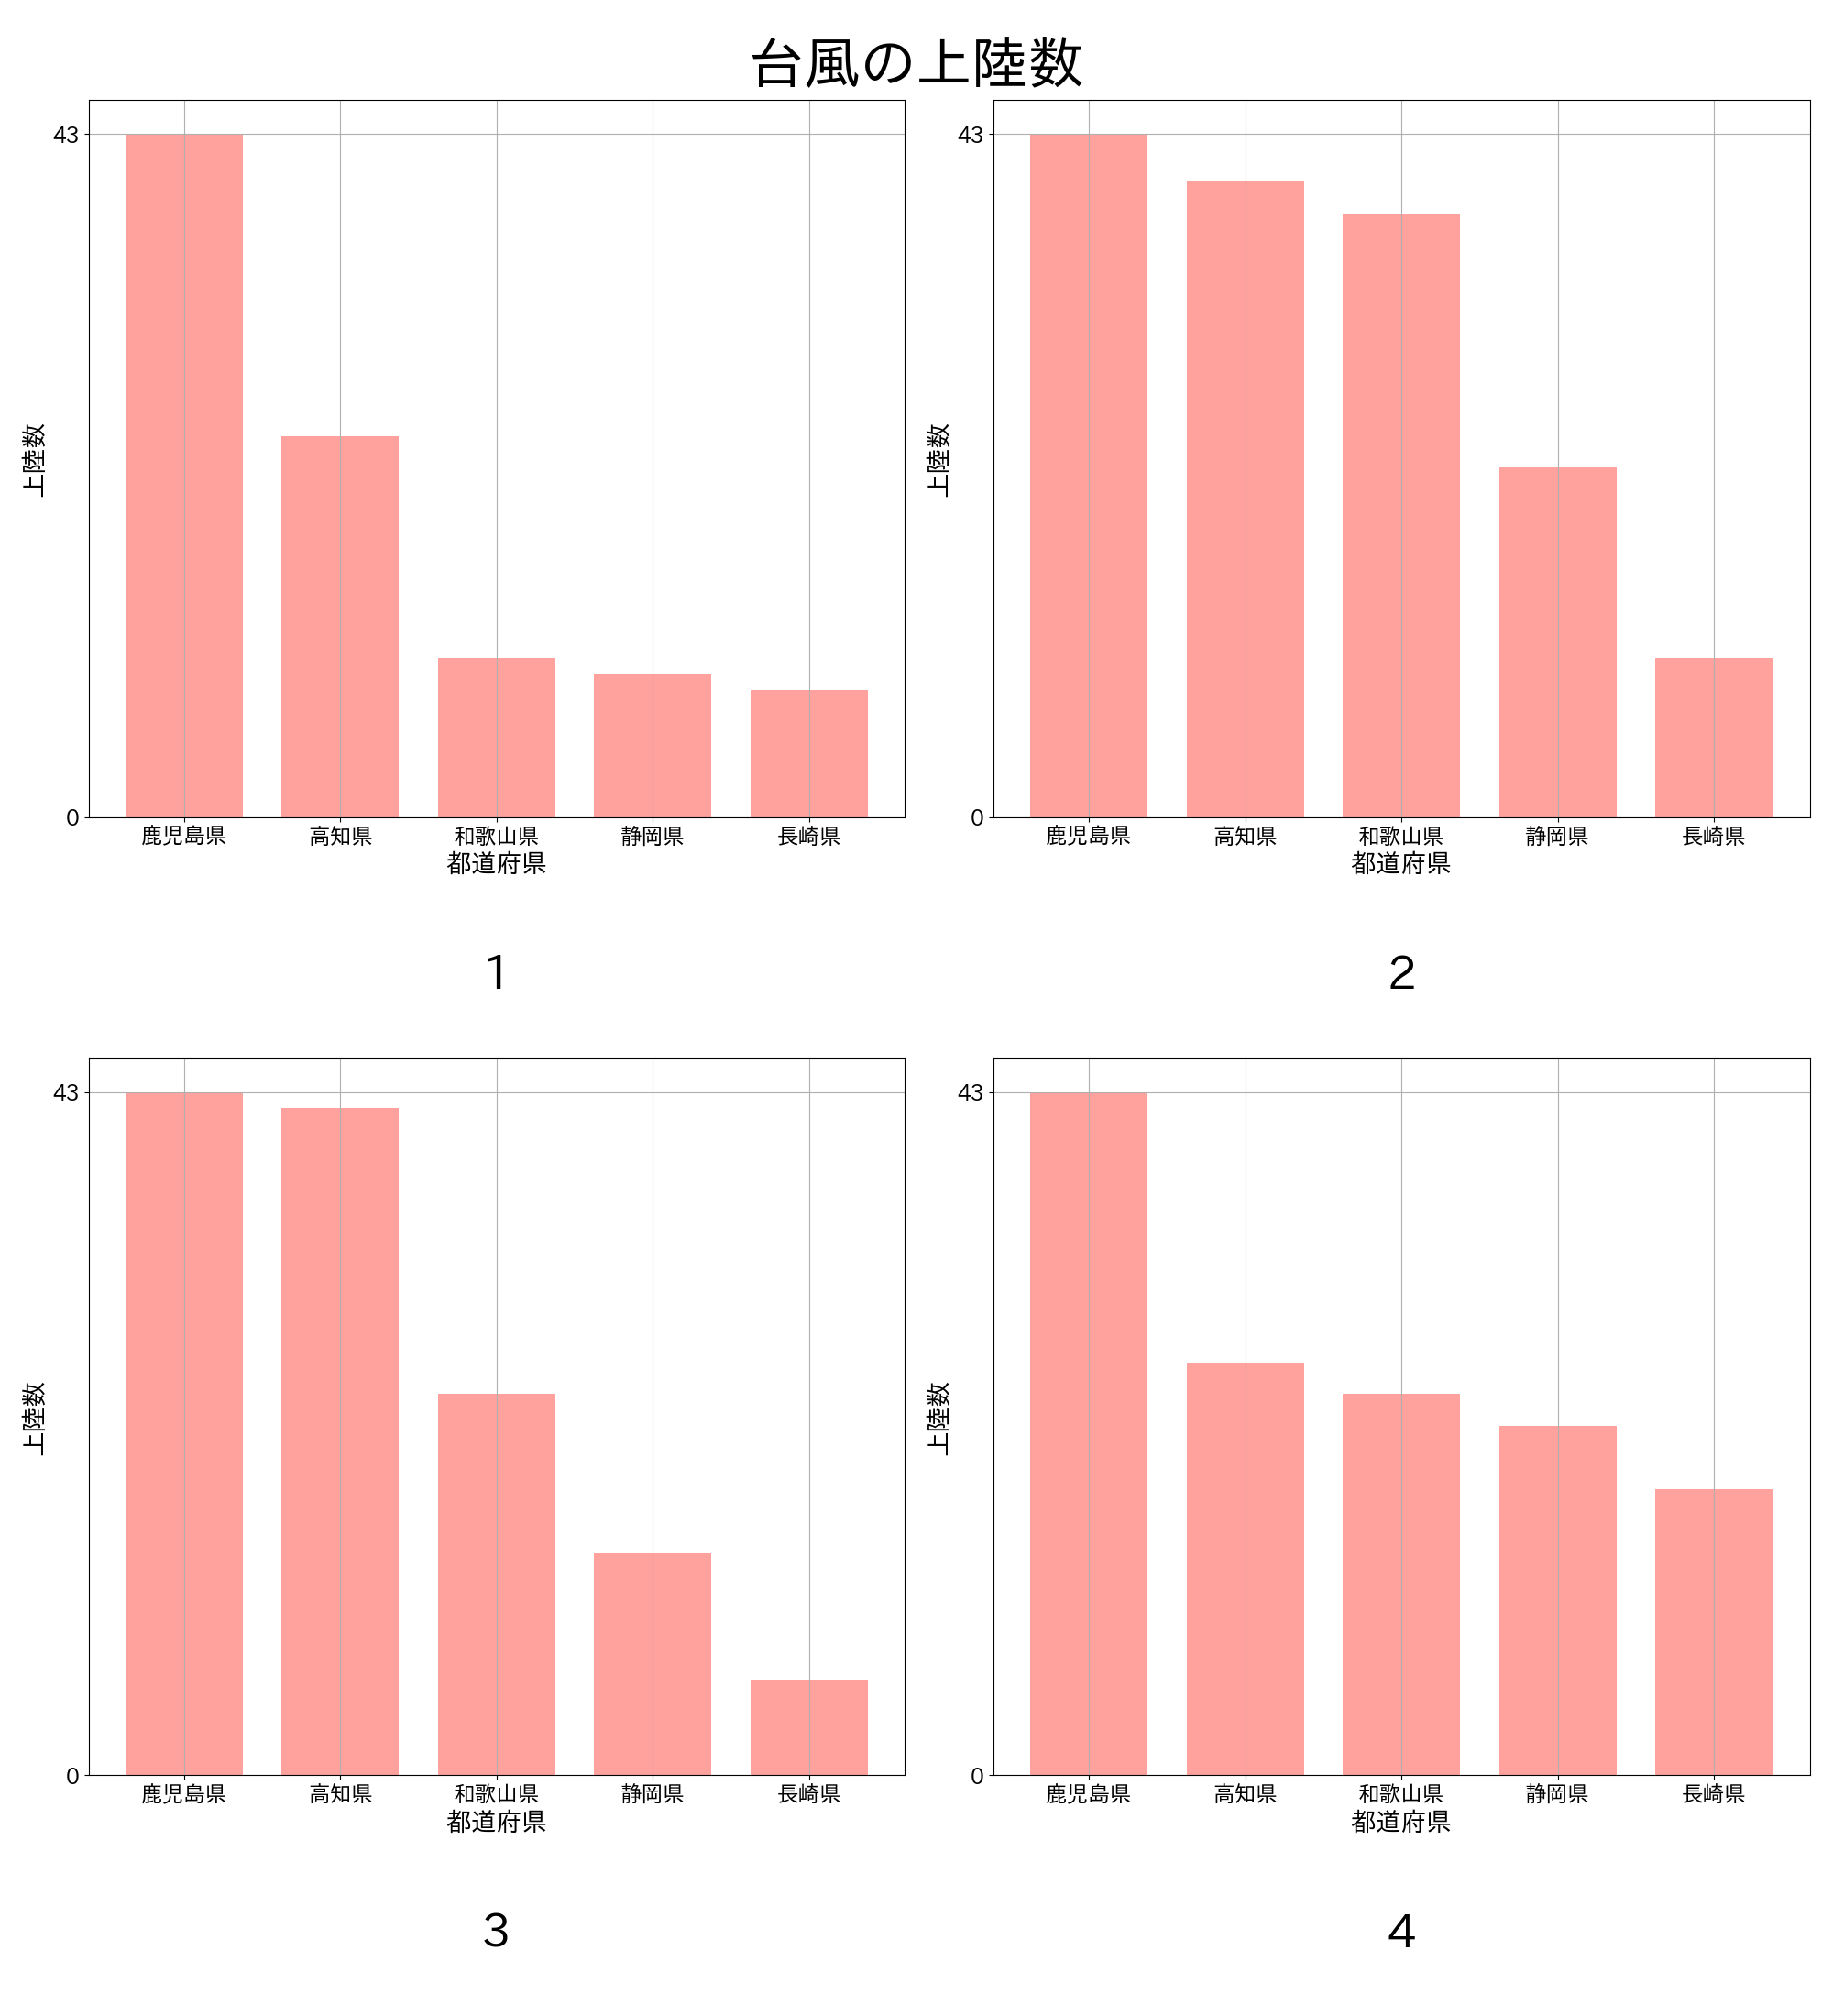 台風の上陸数
43
上陸数
0
鹿児島県 高知県 和歌山県 静岡県 長崎県
都道府県
1
43
上陸数
0
鹿児島県 高知県 和歌山県 静岡県 長崎県
都道府県
2
43
上陸数
0
鹿児島県 高知県 和歌山県 静岡県 長崎県
都道府県
3
43
上陸数
0
鹿児島県 高知県 和歌山県 静岡県 長崎県
都道府県
4